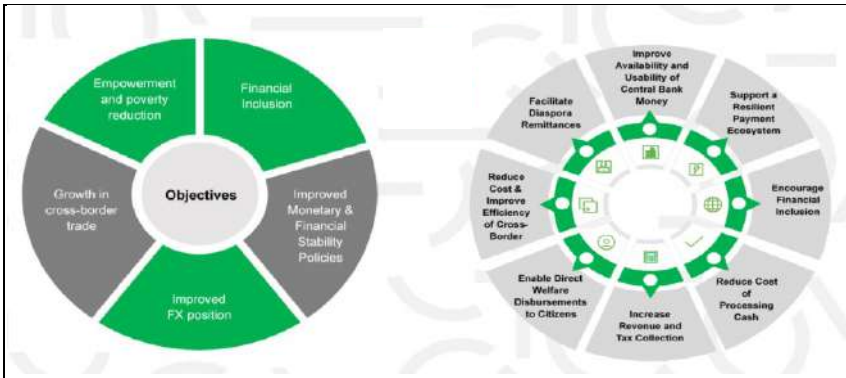 Empowerment
and poverty
reduction
Financial
Inclusion
Growth in
cross-border
trade
Objectives
Improved
Monetary &
Financial
Stability
Policies
Improved
FX position
Improve
Availability and
Usability of
Central Bank
Money
Support a
Resilient
Payment
Ecosystem
Encourage
Financial
Inclusion
Reduce Cost
of
Processing
Cash
Increase
Revenue and
Tax Collection
Enable Direct
Welfare
Disbursements
to Citizens
Reduce
Cost &
Improve
Efficiency
of Cross-
Border
Facilitate
Diaspora
Remittances